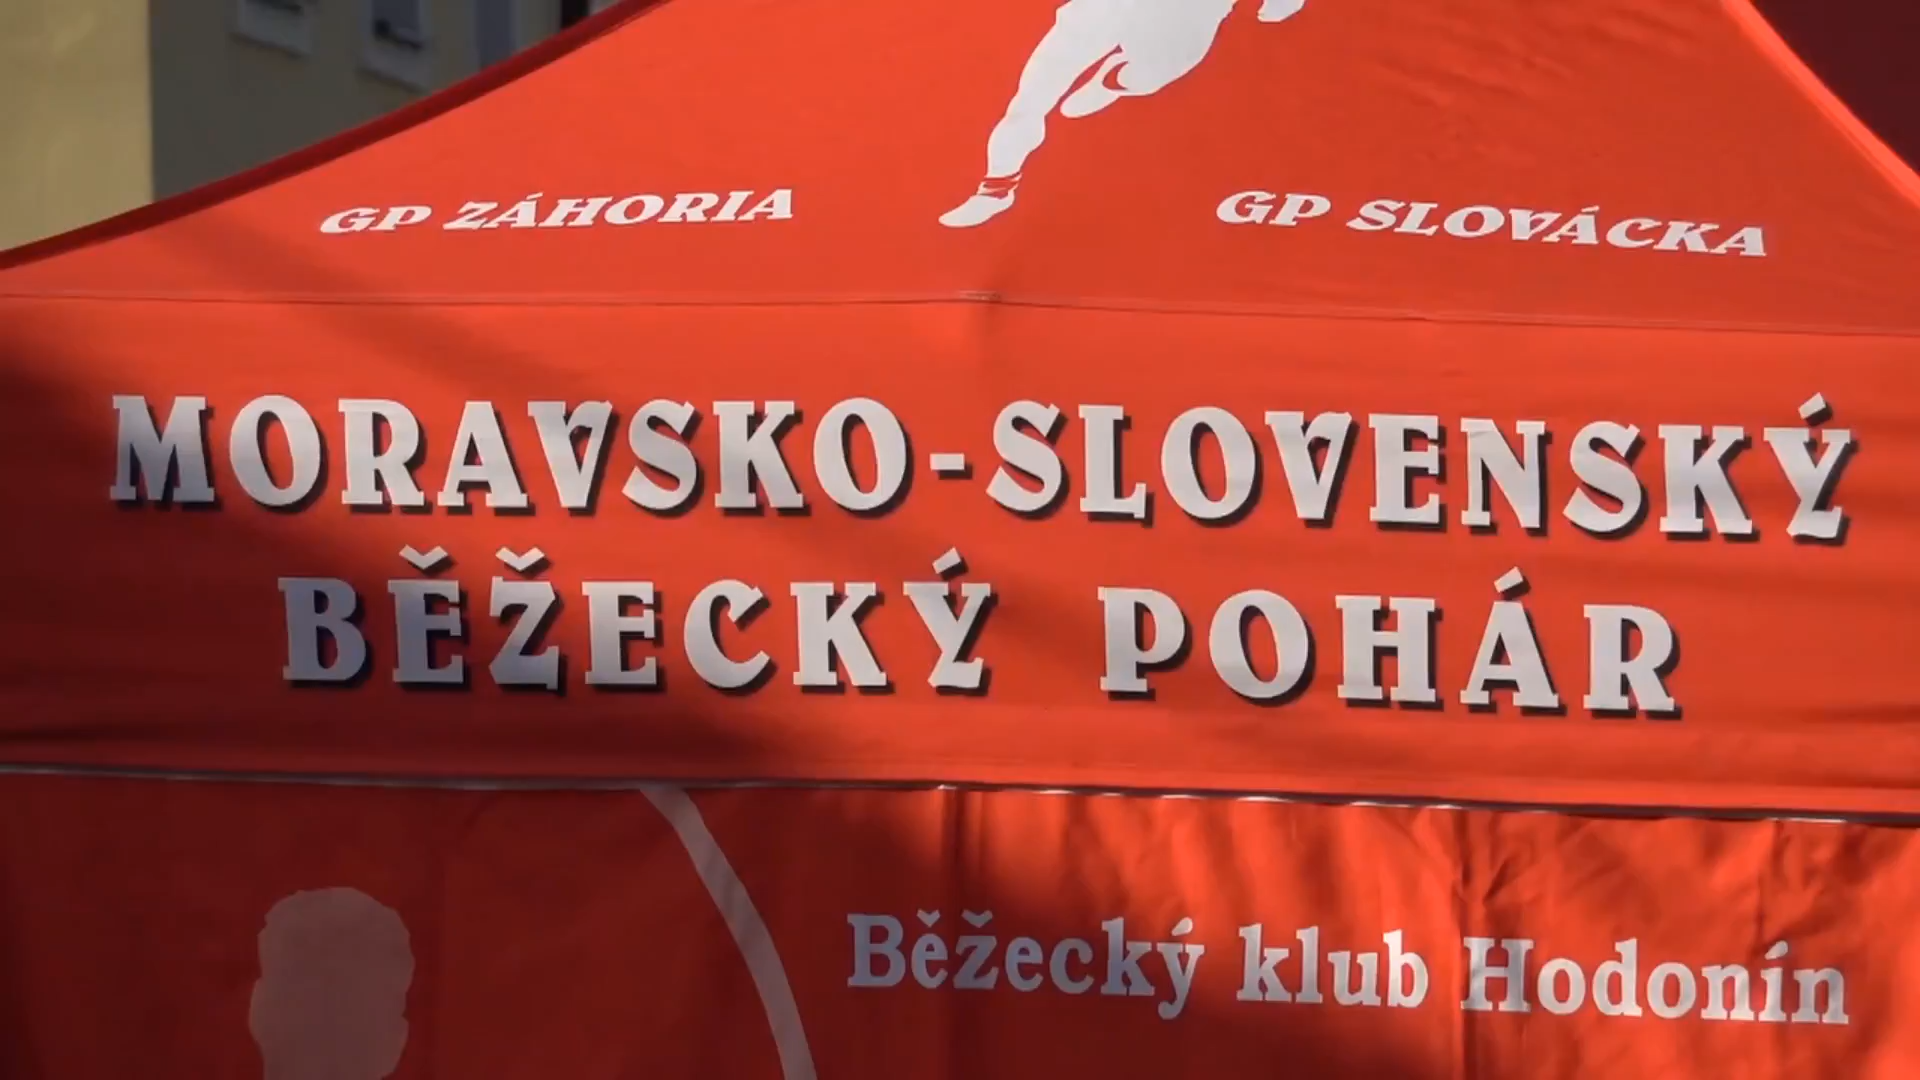 GP ZÁHORIA
GP SLOVÁCKA
MORAVSKO-SLOVENSKÝ
BĚŽECKÝ POHÁR
Běžecký klub Hodonín